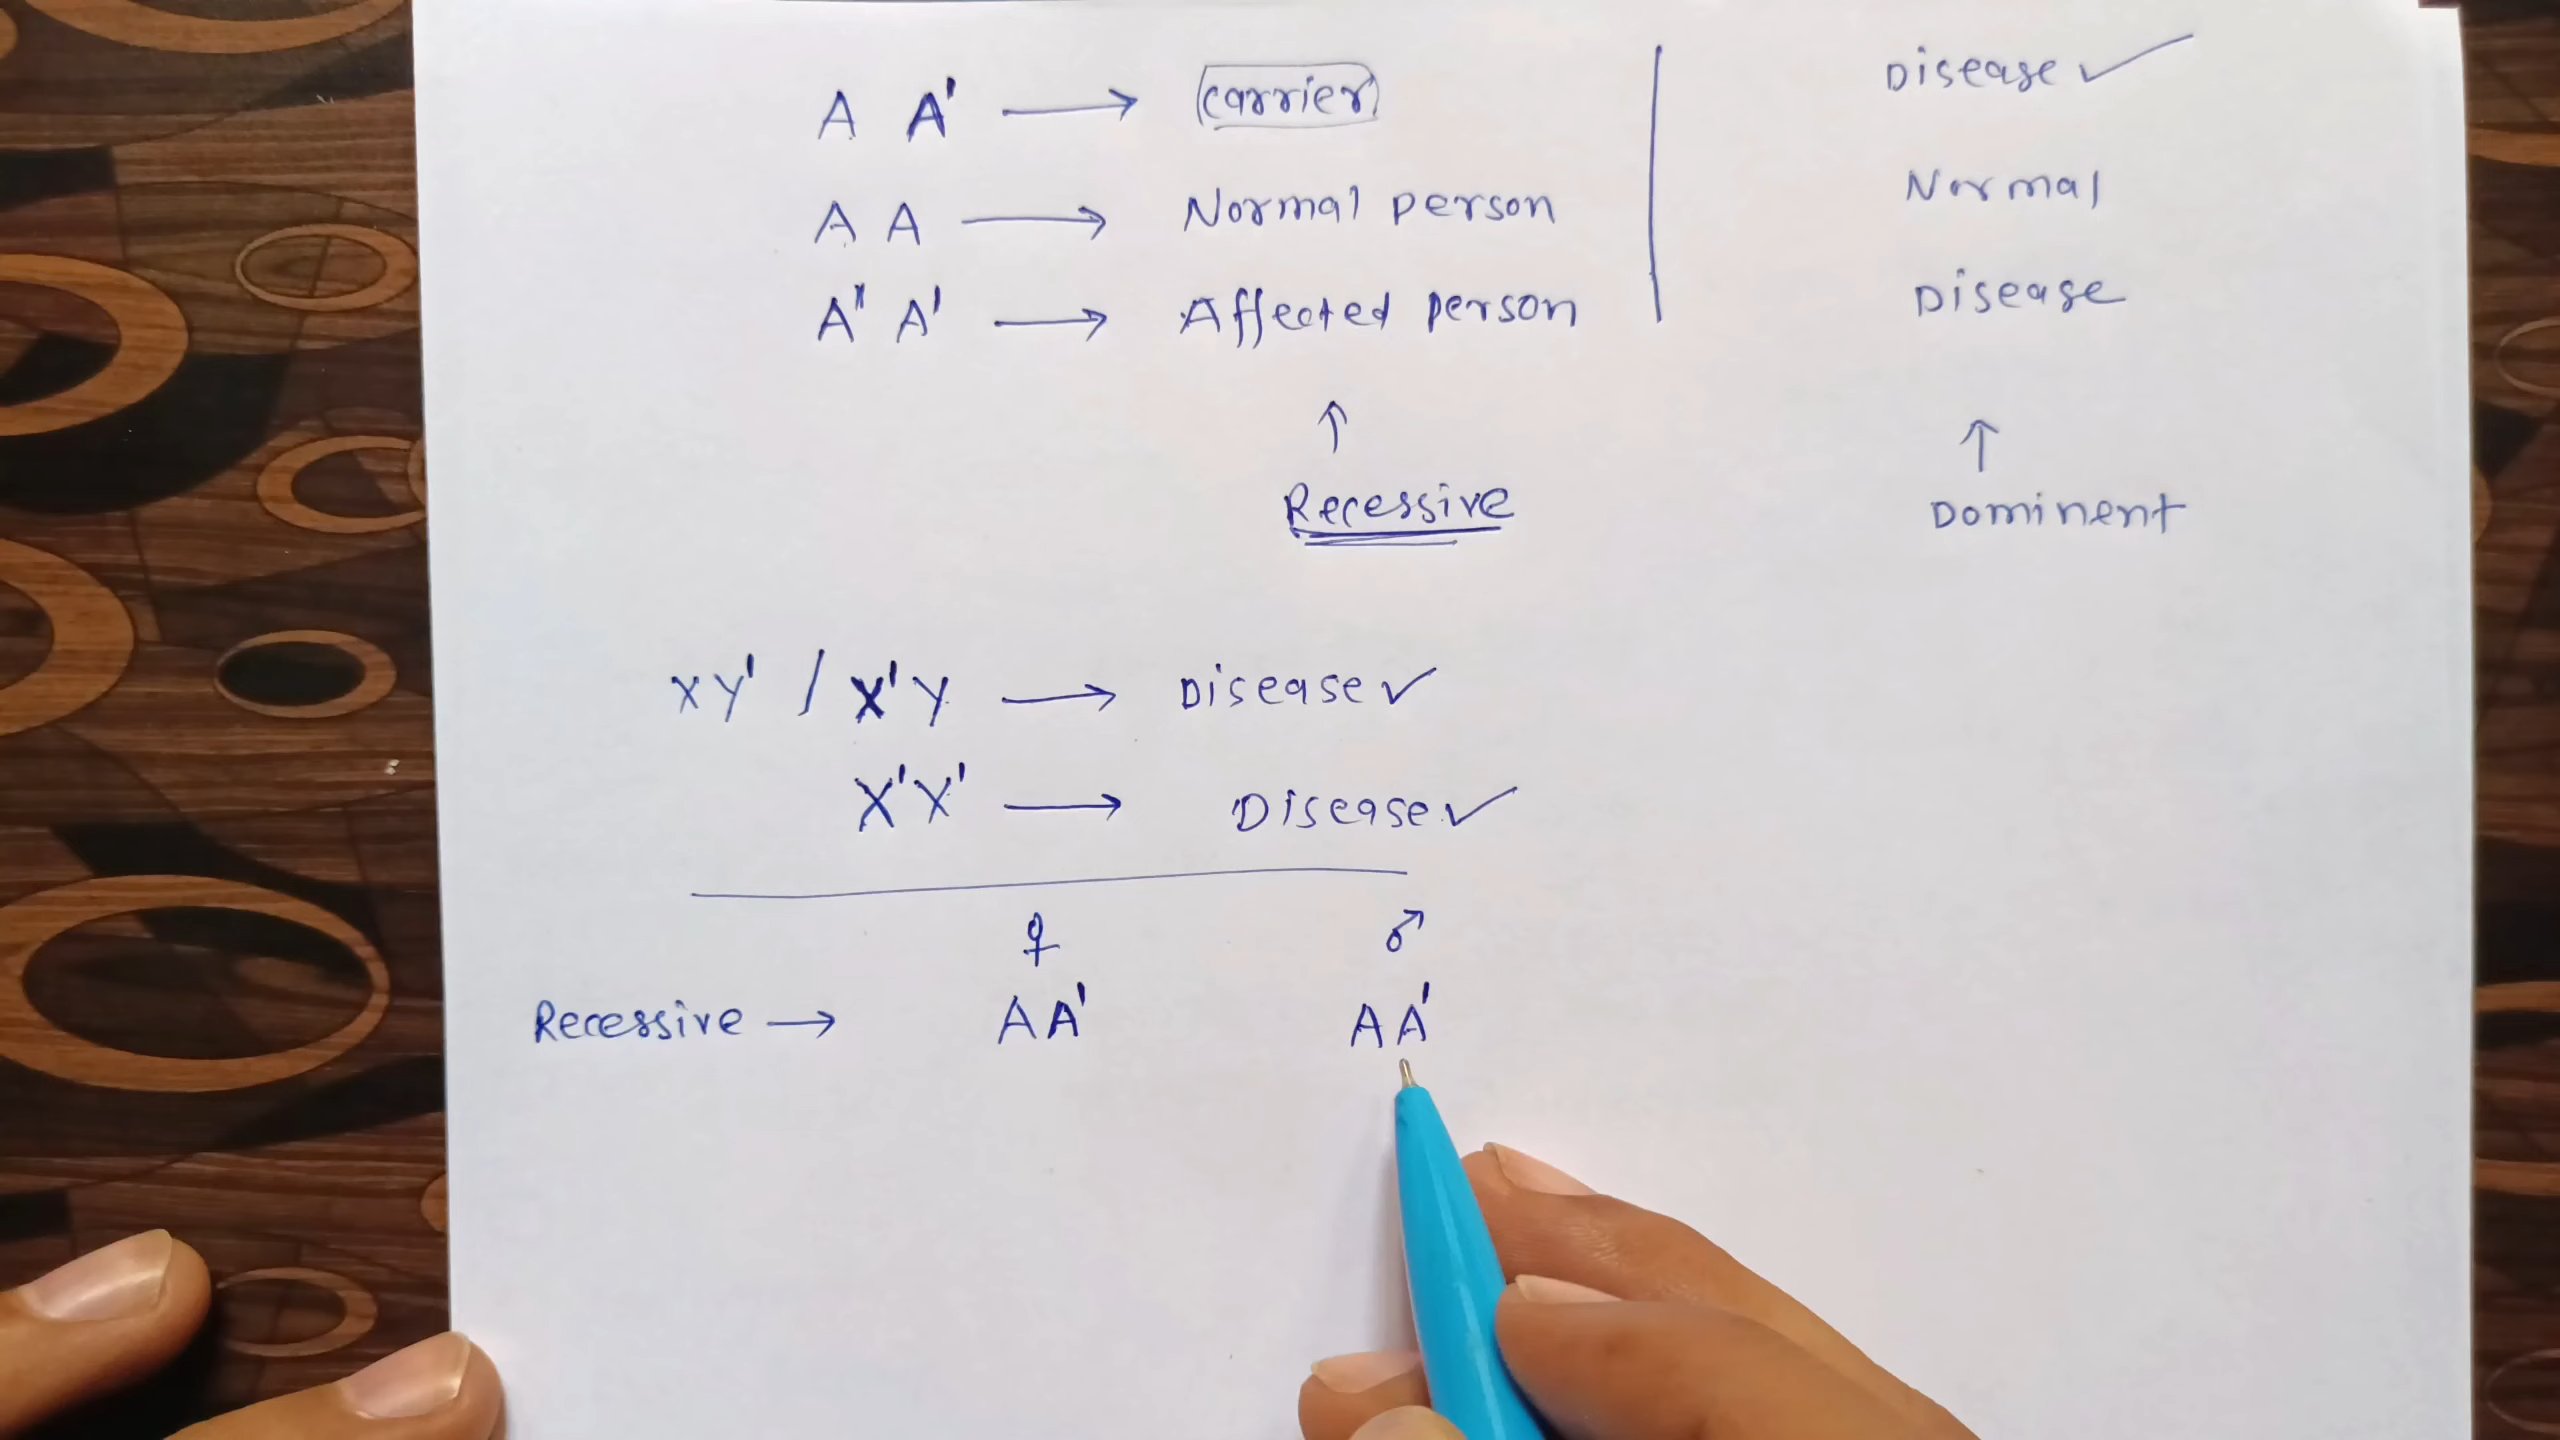 A A' → carrier | Disease ✓
A A → Normal person | Normal
A" A' → Affected person | Disease
↑ ↑
Recessive Dominent
XY' / X'Y → Disease ✓
X'X' → Disease ✓
♀ ♂
Recessive → AA' AA'